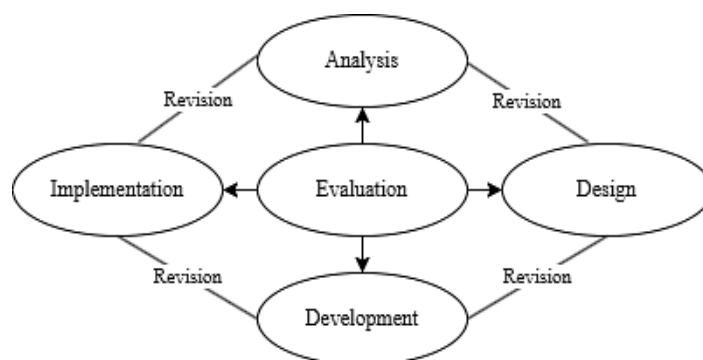 Analysis
Revision
Revision
Implementation
Evaluation
Design
Revision
Revision
Development